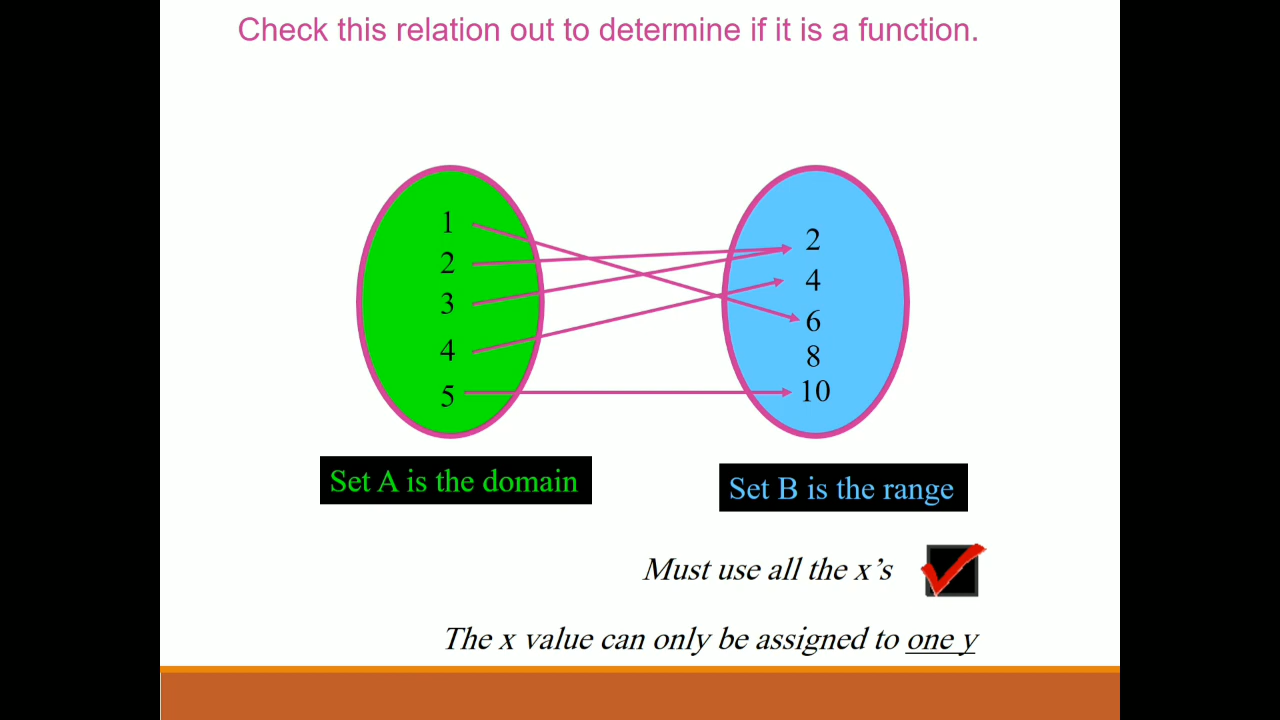 Check this relation out to determine if it is a function.
1
2
3
4
5
2
4
6
8
10
Set A is the domain
Set B is the range
Must use all the x’s
The x value can only be assigned to one y